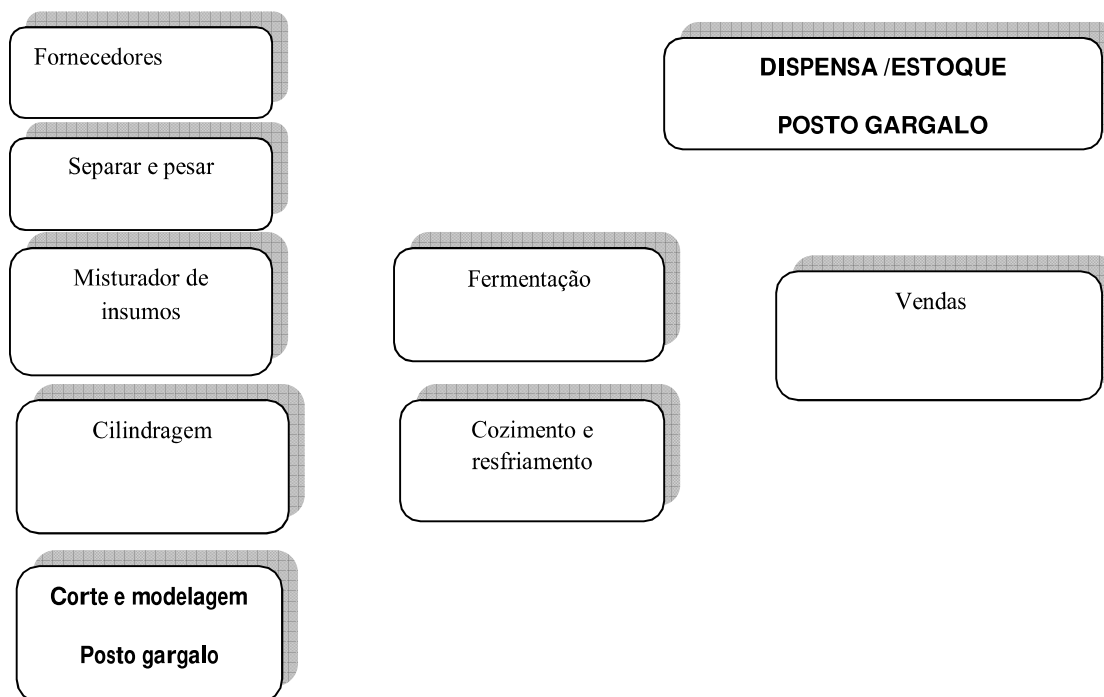 Fornecedores
Separar e pesar
Misturador de
insumos
Cilindragem
Corte e modelagem
Posto gargalo
Fermentação
Cozimento e
resfriamento
DISPENSA /ESTOQUE
POSTO GARGALO
Vendas